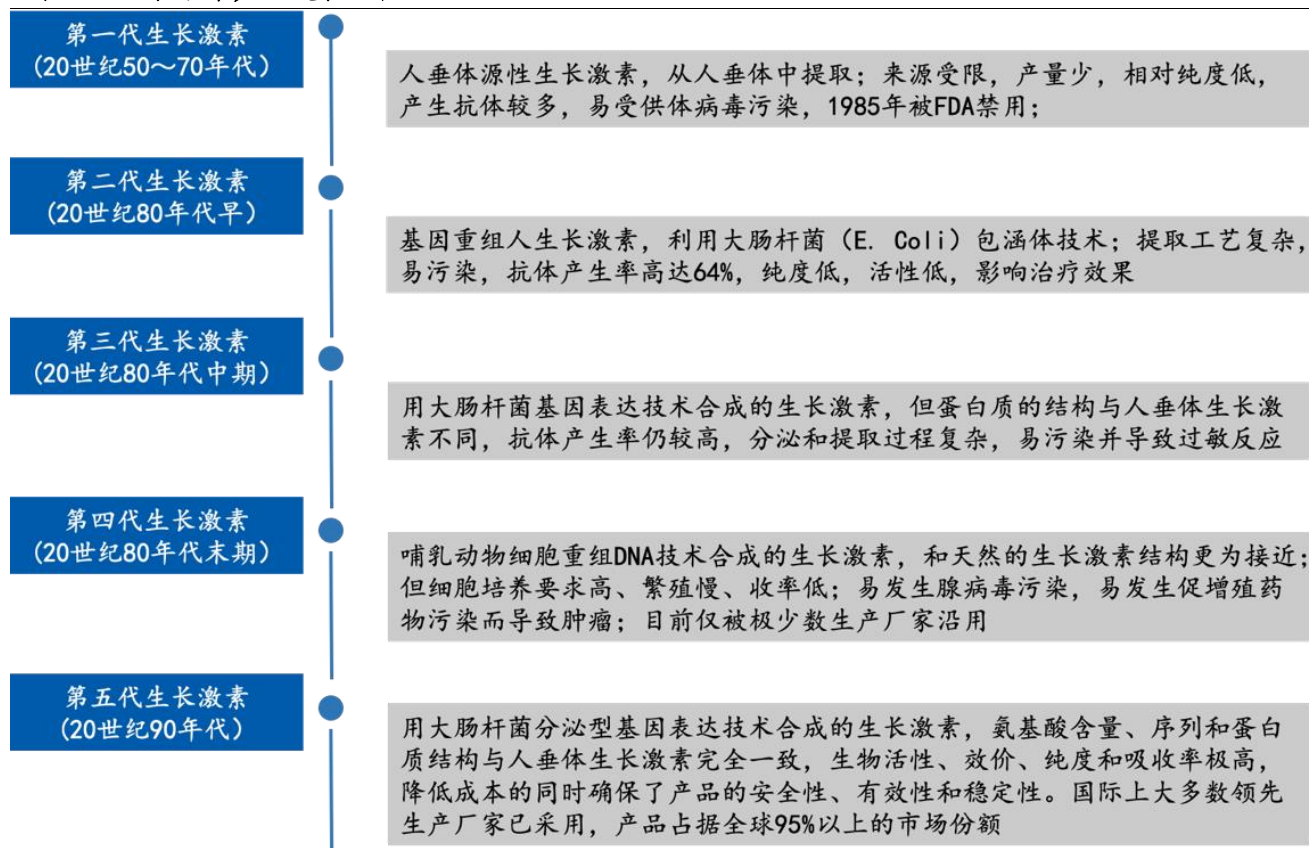 第一代生长激素
(20世纪50～70年代)
人垂体源性生长激素，从人垂体中提取；来源受限，产量少，相对纯度低，
产生抗体较多，易受供体病毒污染，1985年被FDA禁用；
第二代生长激素
(20世纪80年代早)
基因重组人生长激素，利用大肠杆菌（E. Coli）包涵体技术；提取工艺复杂，
易污染，抗体产生率高达64%，纯度低，活性低，影响治疗效果
第三代生长激素
(20世纪80年代中期)
用大肠杆菌基因表达技术合成的生长激素，但蛋白质的结构与人垂体生长激
素不同，抗体产生率仍较高，分泌和提取过程复杂，易污染并导致过敏反应
第四代生长激素
(20世纪80年代末期)
哺乳动物细胞重组DNA技术合成的生长激素，和天然的生长激素结构更为接近；
但细胞培养要求高、繁殖慢、收率低；易发生腺病毒污染，易发生促增殖药
物污染而导致肿瘤；目前仅被极少数生产厂家沿用
第五代生长激素
(20世纪90年代)
用大肠杆菌分泌型基因表达技术合成的生长激素，氨基酸含量、序列和蛋白
质结构与人垂体生长激素完全一致，生物活性、效价、纯度和吸收率极高，
降低成本的同时确保了产品的安全性、有效性和稳定性。国际上大多数领先
生产厂家已采用，产品占据全球95%以上的市场份额